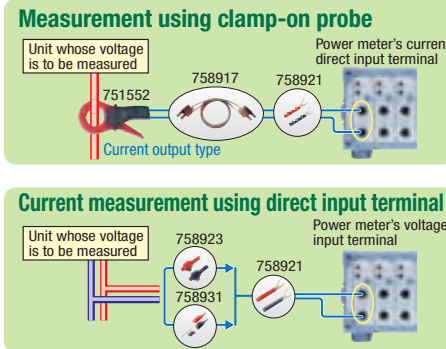 Measurement using clamp-on probe
Unit whose voltage
is to be measured
Power meter's current
direct input terminal
751552
758917
758921
Current output type
Current measurement using direct input terminal
Unit whose voltage
is to be measured
Power meter's voltage
input terminal
758923
758921
758931